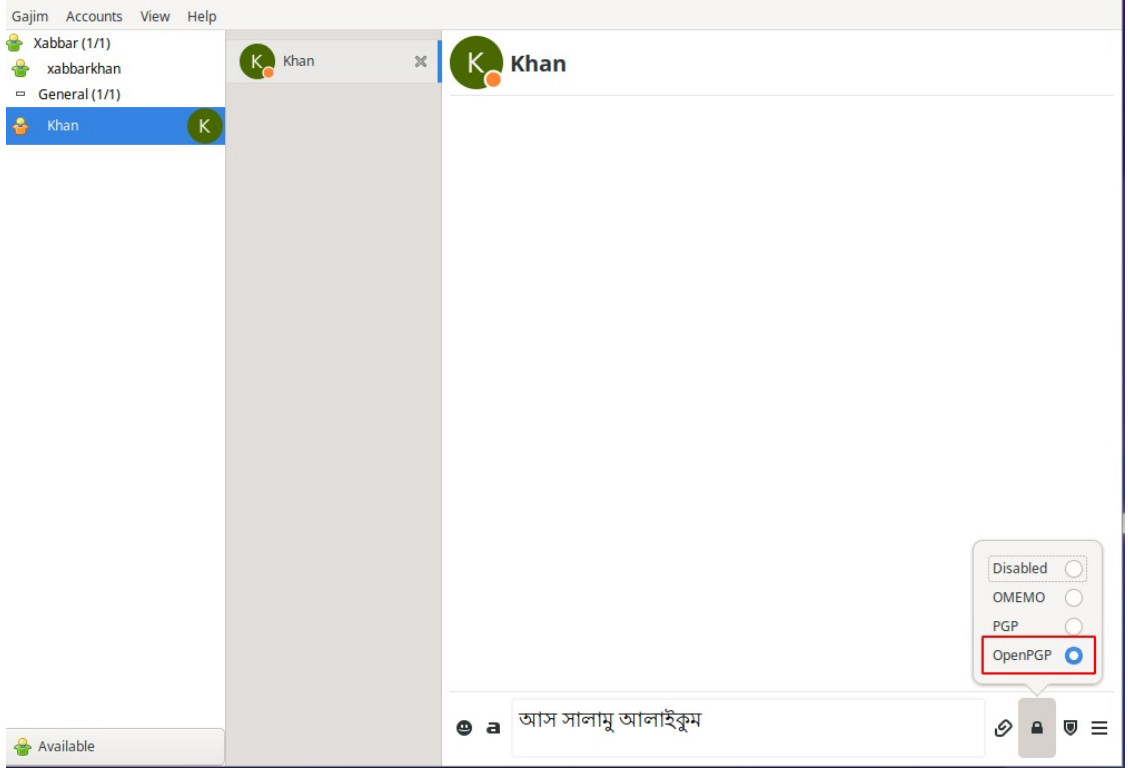 Gajim Accounts View Help
Xabbar (1/1)
xabbarkhan
General (1/1)
Khan
K
K
Khan
K
Khan
Disabled
OMEMO
PGP
OpenPGP
a
আস সালামু আলাইকুম
Available